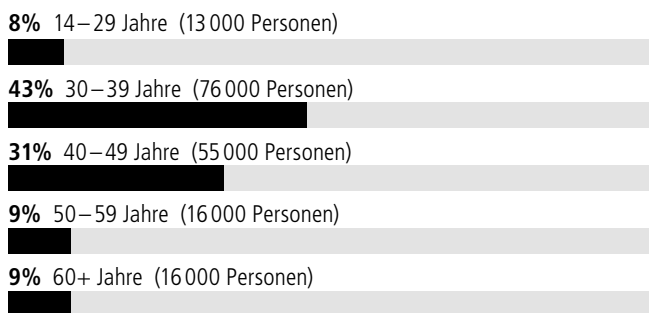 8% 14–29 Jahre (13 000 Personen)
43% 30–39 Jahre (76 000 Personen)
31% 40–49 Jahre (55 000 Personen)
9% 50–59 Jahre (16 000 Personen)
9% 60+ Jahre (16 000 Personen)